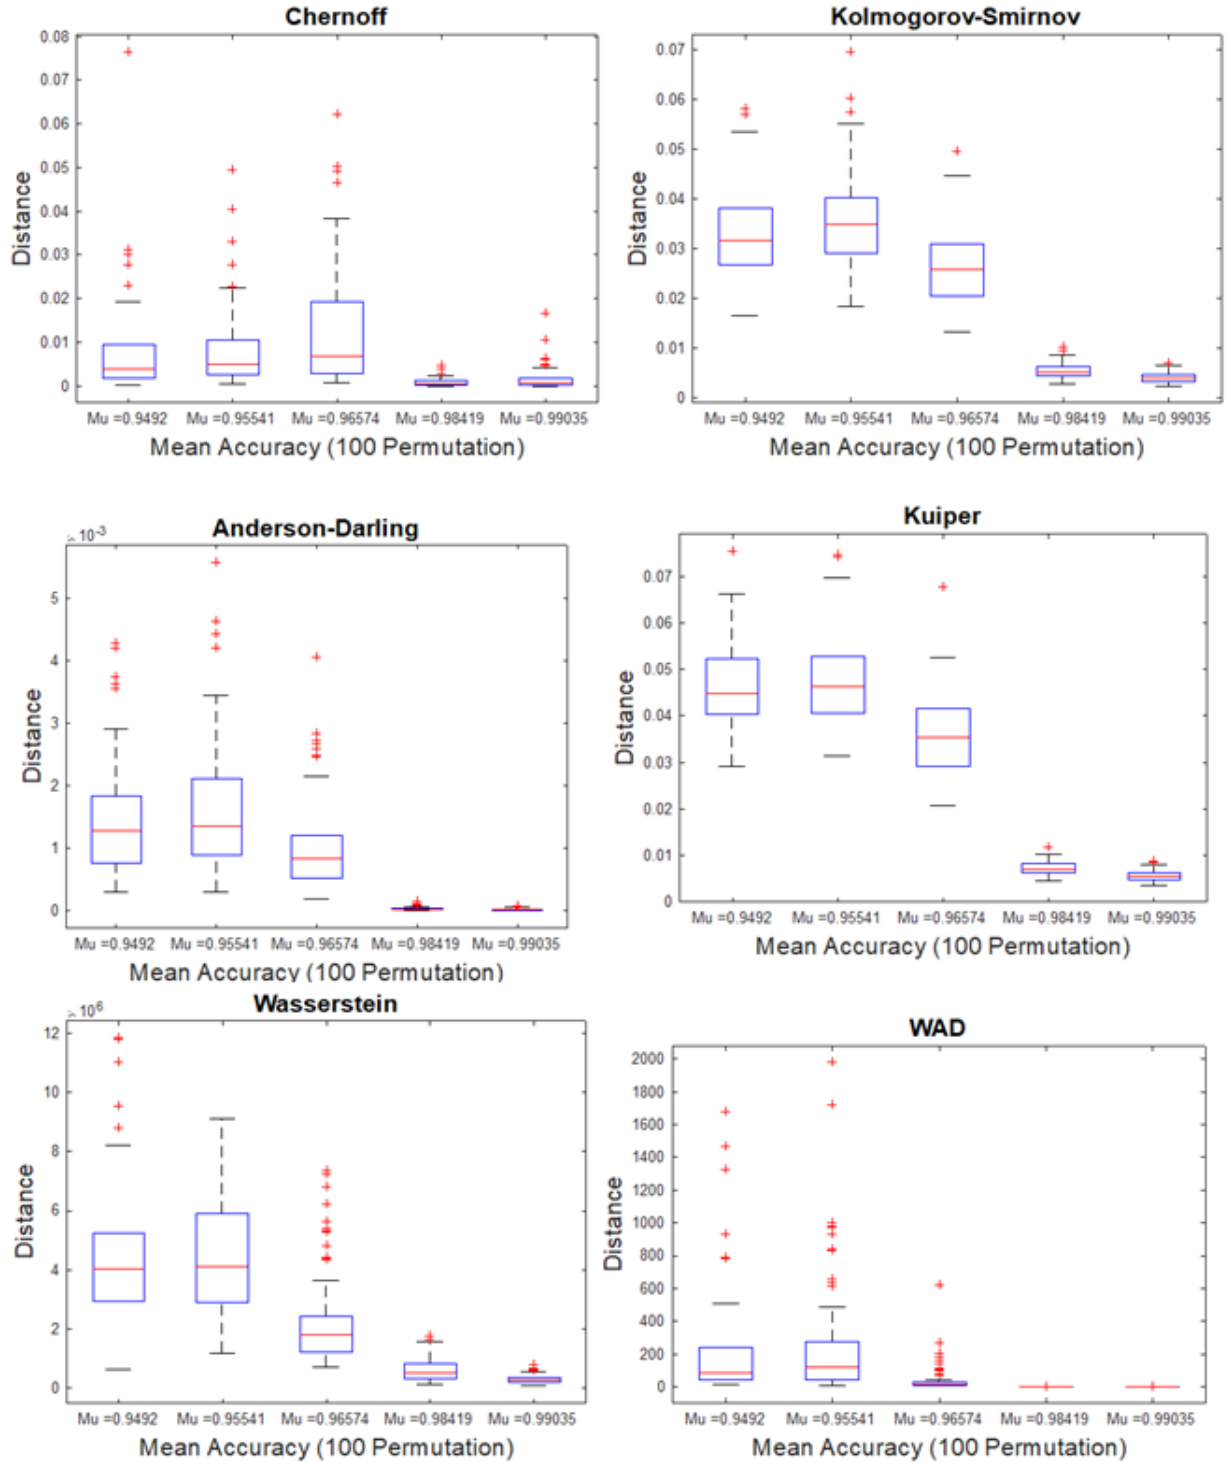 Chernoff
0.08
0.07
0.06
0.05
0.04
0.03
0.02
0.01
0
Distance
Mu =0.9492 Mu =0.95541 Mu =0.96574 Mu =0.98419 Mu =0.99035
Mean Accuracy (100 Permutation)
Kolmogorov-Smirnov
0.07
0.06
0.05
0.04
0.03
0.02
0.01
0
Distance
Mu =0.9492 Mu =0.95541 Mu =0.96574 Mu =0.98419 Mu =0.99035
Mean Accuracy (100 Permutation)
Anderson-Darling
10-3
5
4
3
2
1
0
Distance
Mu =0.9492 Mu =0.95541 Mu =0.96574 Mu =0.98419 Mu =0.99035
Mean Accuracy (100 Permutation)
Kuiper
0.07
0.06
0.05
0.04
0.03
0.02
0.01
0
Distance
Mu =0.9492 Mu =0.95541 Mu =0.96574 Mu =0.98419 Mu =0.99035
Mean Accuracy (100 Permutation)
Wasserstein
106
12
10
8
6
4
2
0
Distance
Mu =0.9492 Mu =0.95541 Mu =0.96574 Mu =0.98419 Mu =0.99035
Mean Accuracy (100 Permutation)
WAD
2000
1800
1600
1400
1200
1000
800
600
400
200
0
Distance
Mu =0.9492 Mu =0.95541 Mu =0.96574 Mu =0.98419 Mu =0.99035
Mean Accuracy (100 Permutation)